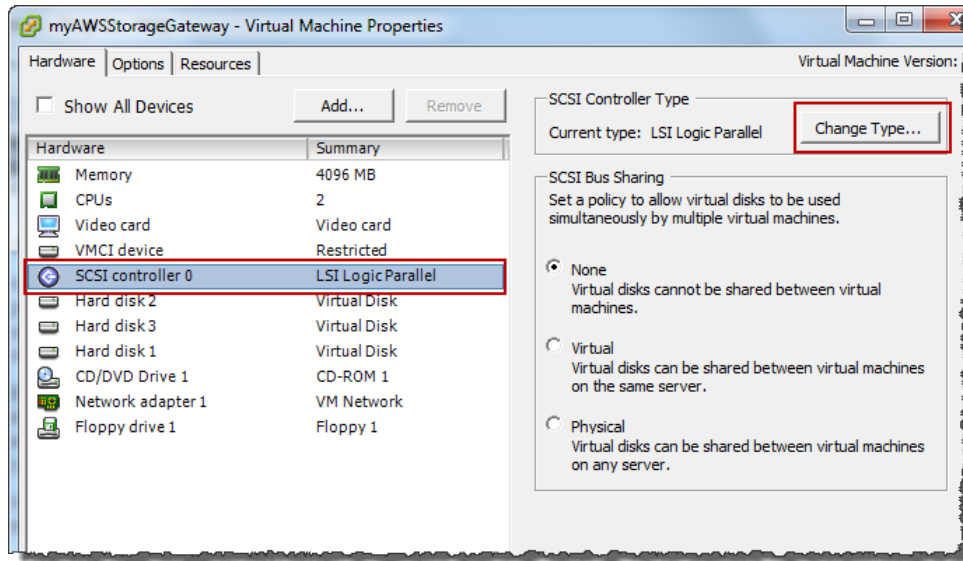 myAWSStorageGateway - Virtual Machine Properties
Hardware Options Resources
Virtual Machine Version:
Show All Devices
Add...
Remove
Hardware Summary
Memory 4096 MB
CPUs 2
Video card Video card
VMCI device Restricted
SCSI controller 0 LSI Logic Parallel
Hard disk 2 Virtual Disk
Hard disk 3 Virtual Disk
Hard disk 1 Virtual Disk
CD/DVD Drive 1 CD-ROM 1
Network adapter 1 VM Network
Floppy drive 1 Floppy 1
SCSI Controller Type
Current type: LSI Logic Parallel
Change Type...
SCSI Bus Sharing
Set a policy to allow virtual disks to be used
simultaneously by multiple virtual machines.
None
Virtual disks cannot be shared between virtual
machines.
Virtual
Virtual disks can be shared between virtual machines
on the same server.
Physical
Virtual disks can be shared between virtual machines
on any server.